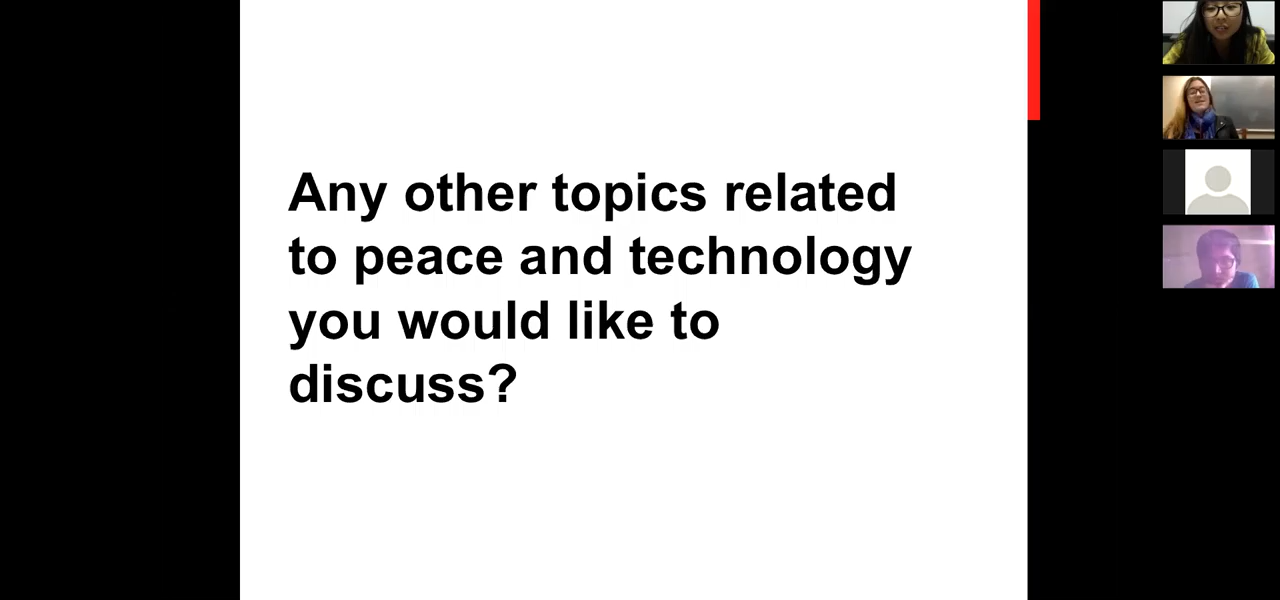 Any other topics related
to peace and technology
you would like to
discuss?